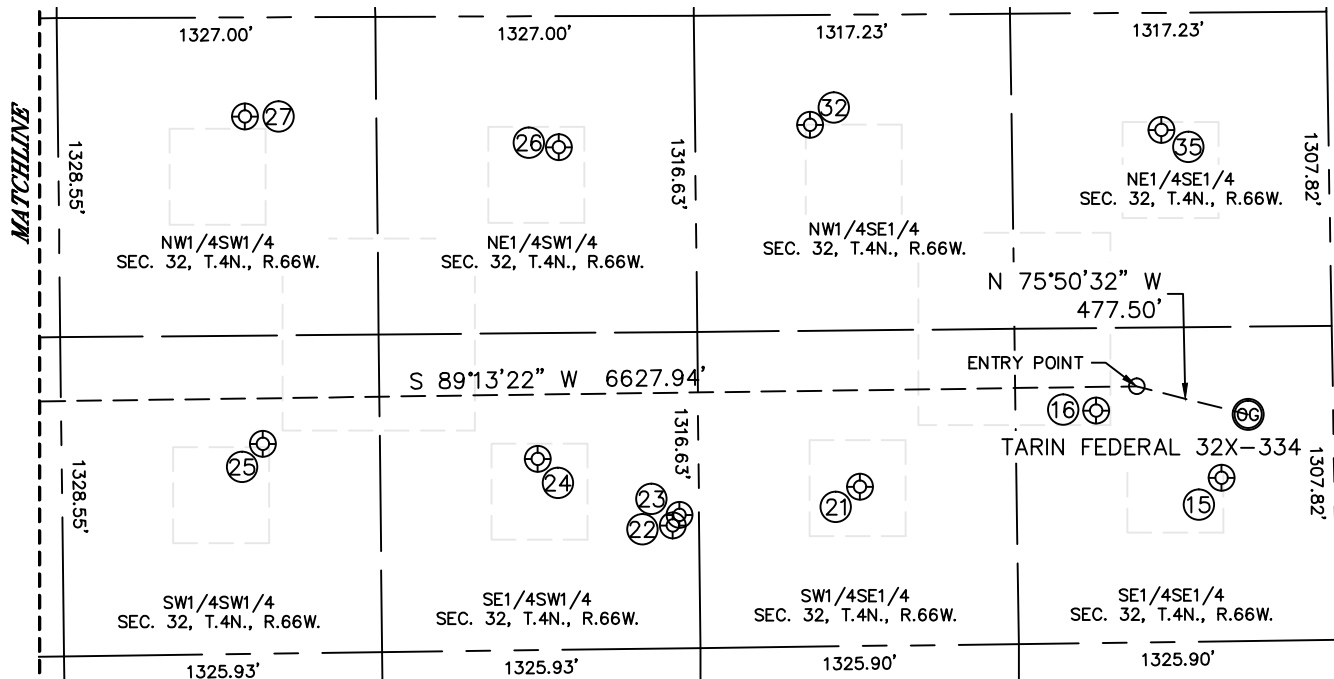 1327.00'
1327.00'
1317.23'
1317.23'
MATCHLINE
27
26
32
35
1328.55'
1316.63'
1307.82'
NE1/4SE1/4
SEC. 32, T.4N., R.66W.
NW1/4SW1/4
SEC. 32, T.4N., R.66W.
NE1/4SW1/4
SEC. 32, T.4N., R.66W.
NW1/4SE1/4
SEC. 32, T.4N., R.66W.
N 75°50'32" W
477.50'
ENTRY POINT
S 89°13'22" W 6627.94'
16
OG
TARIN FEDERAL 32X-334
1328.55'
1316.63'
1307.82'
25
24
23
22
21
15
SW1/4SW1/4
SEC. 32, T.4N., R.66W.
SE1/4SW1/4
SEC. 32, T.4N., R.66W.
SW1/4SE1/4
SEC. 32, T.4N., R.66W.
SE1/4SE1/4
SEC. 32, T.4N., R.66W.
1325.93'
1325.93'
1325.90'
1325.90'